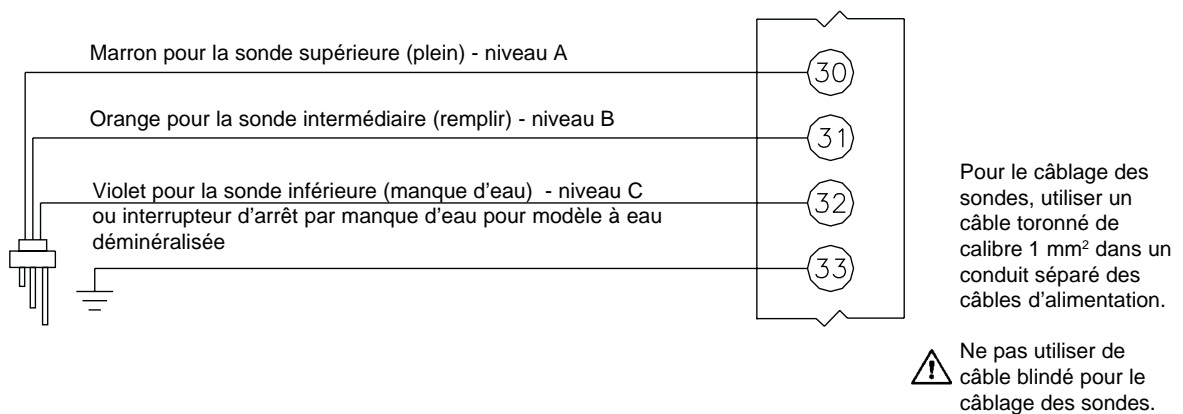 Marron pour la sonde supérieure (plein) - niveau A
30
Orange pour la sonde intermédiaire (remplir) - niveau B
31
Violet pour la sonde inférieure (manque d'eau) - niveau C
ou interrupteur d'arrêt par manque d'eau pour modèle à eau
déminéralisée
32
33
Pour le câblage des
sondes, utiliser un
câble toronné de
calibre 1 mm² dans un
conduit séparé des
câbles d'alimentation.
Ne pas utiliser de
câble blindé pour le
câblage des sondes.